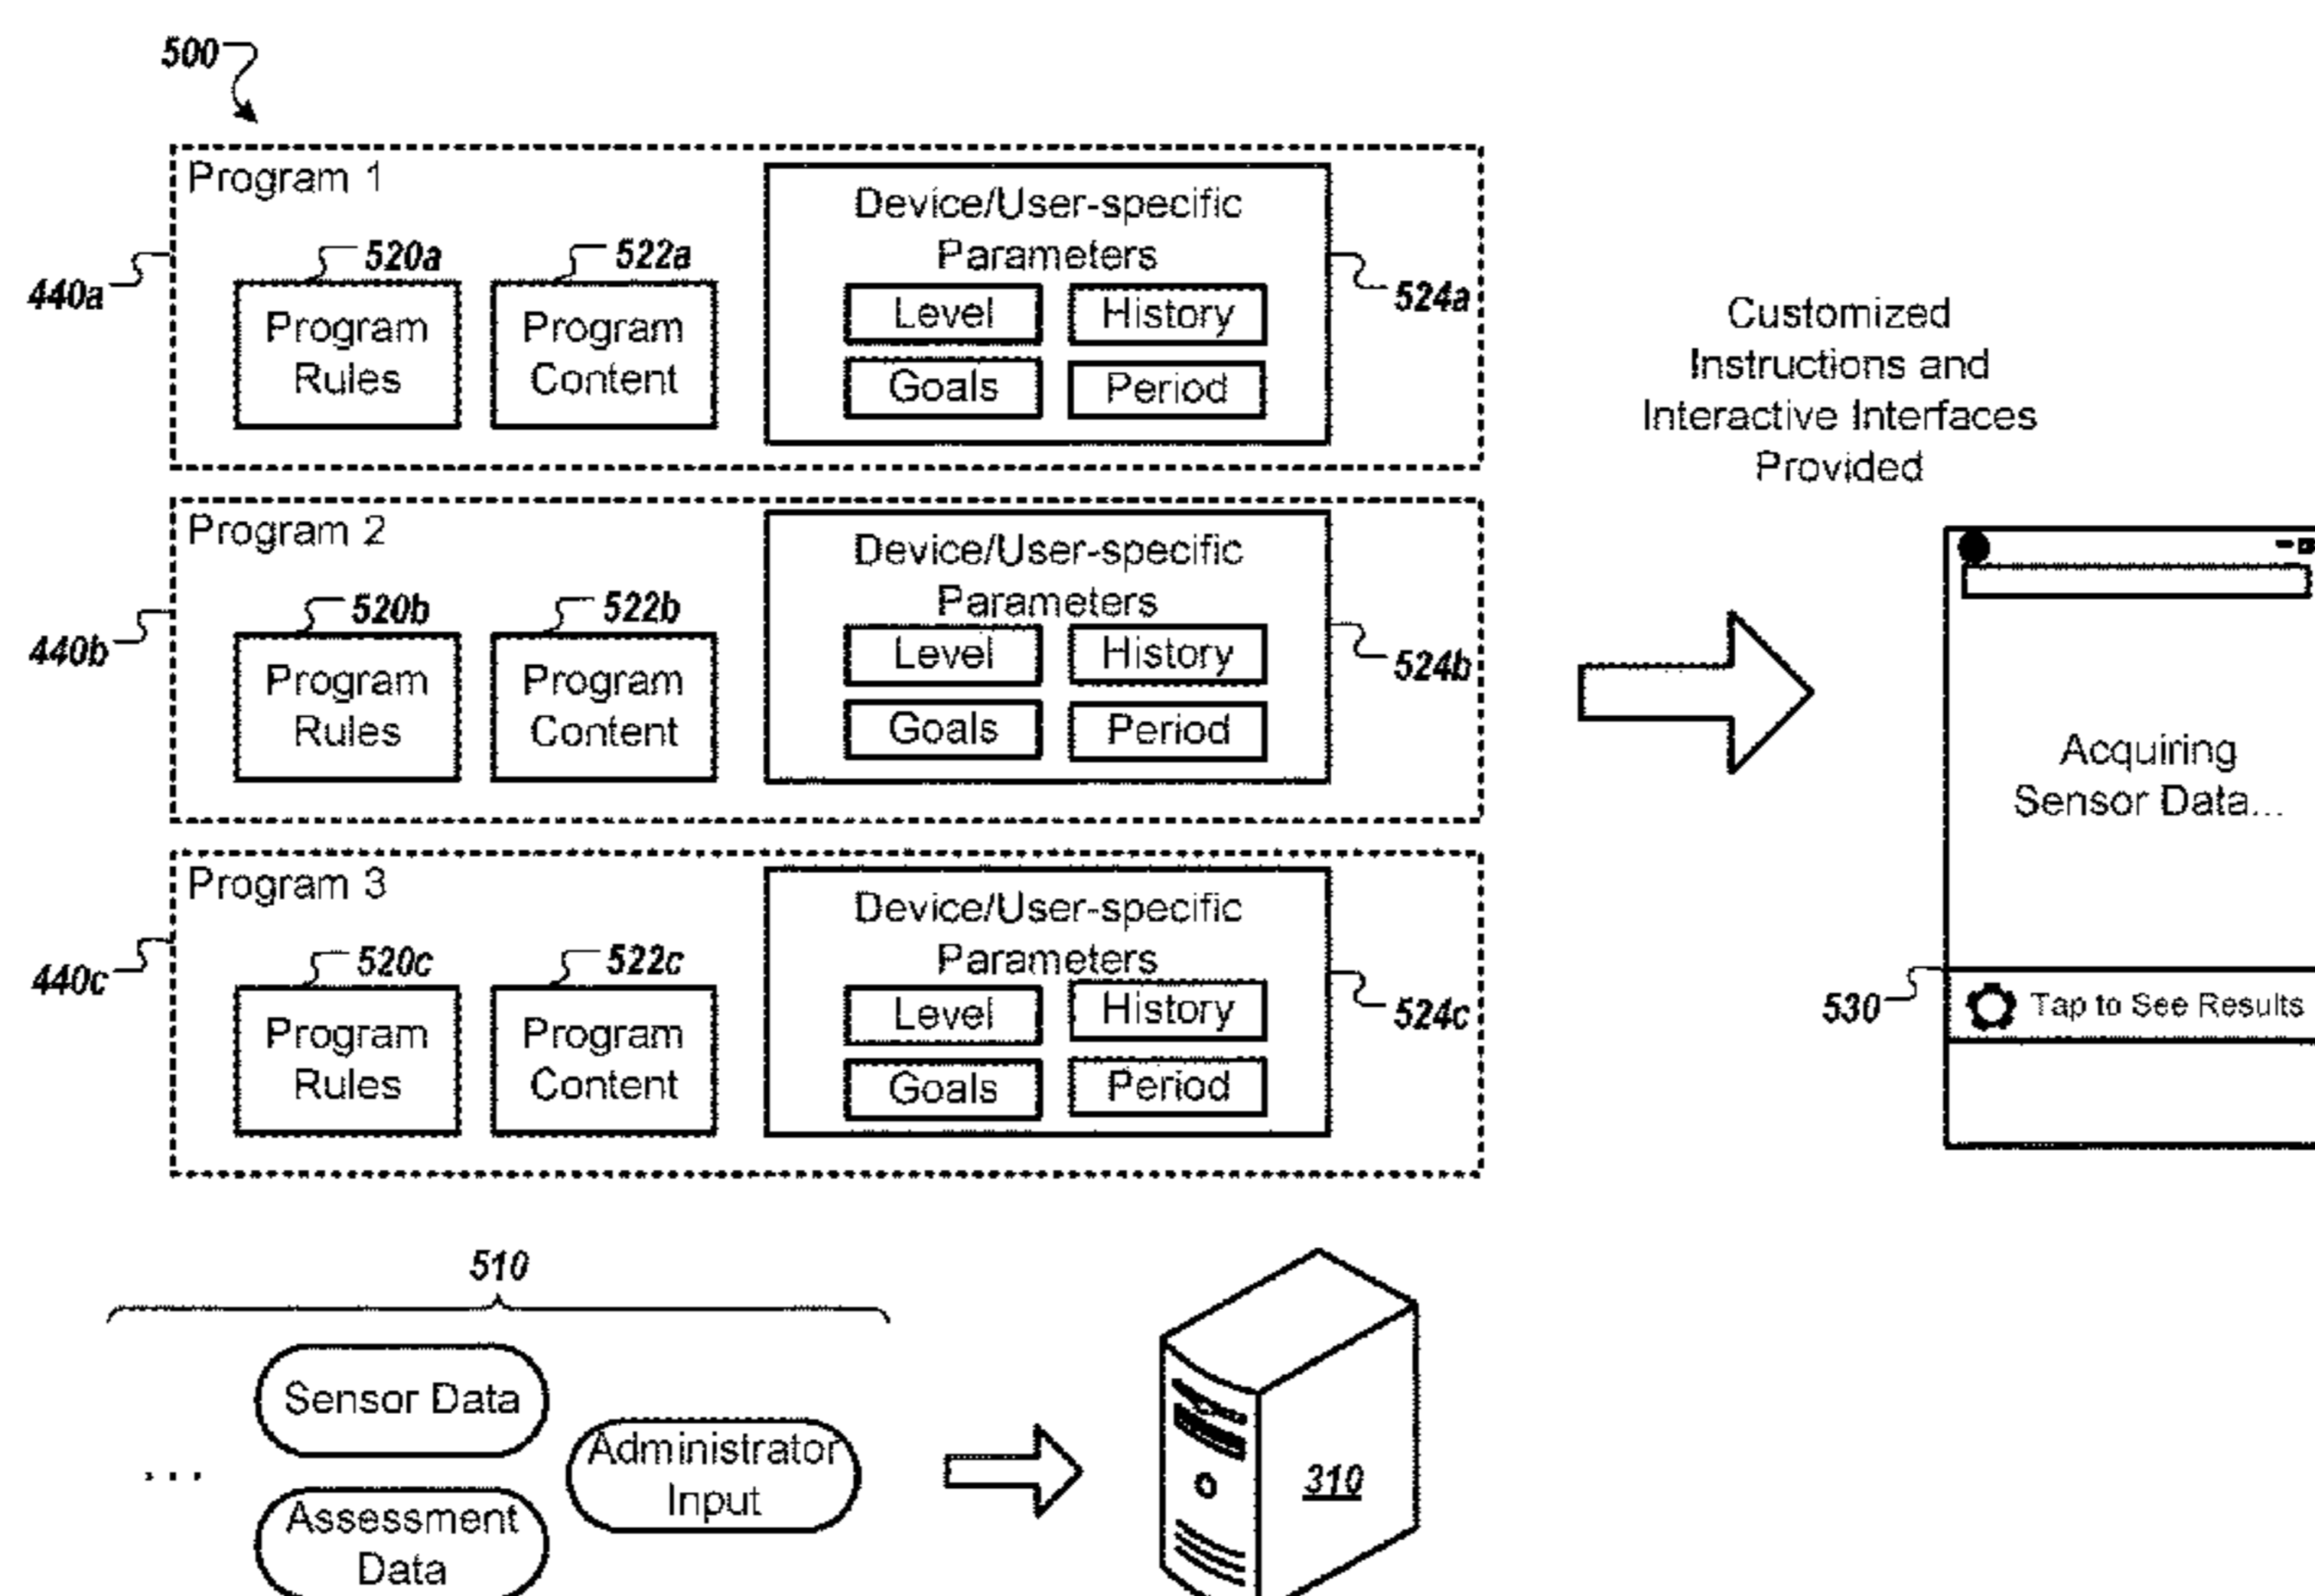 500
Program 1
440a
520a
522a
Program
Rules
Program
Content
Device/User-specific
Parameters
Level
History
Goals
Period
524a
Program 2
440b
520b
522b
Program
Rules
Program
Content
Device/User-specific
Parameters
Level
History
Goals
Period
524b
Program 3
440c
520c
522c
Program
Rules
Program
Content
Device/User-specific
Parameters
Level
History
Goals
Period
524c
Customized
Instructions and
Interactive Interfaces
Provided
Acquiring
Sensor Data...
530
Tap to See Results
510
Sensor Data
Administrator
Input
...
Assessment
Data
310